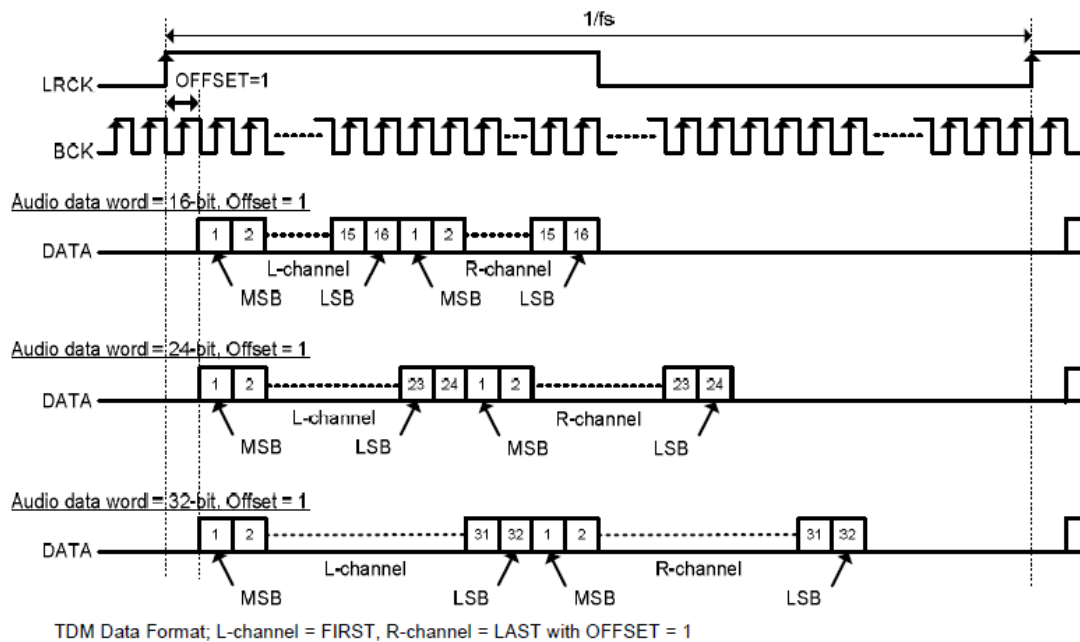 1/fs
LRCK
OFFSET=1
BCK
Audio data word = 16-bit, Offset = 1
DATA
1 2 15 16 1 2 15 16
L-channel R-channel
MSB LSB MSB LSB
Audio data word = 24-bit, Offset = 1
DATA
1 2 23 24 1 2 23 24
L-channel R-channel
MSB LSB MSB LSB
Audio data word = 32-bit, Offset = 1
DATA
1 2 31 32 1 2 31 32
L-channel R-channel
MSB LSB MSB LSB
TDM Data Format; L-channel = FIRST, R-channel = LAST with OFFSET = 1